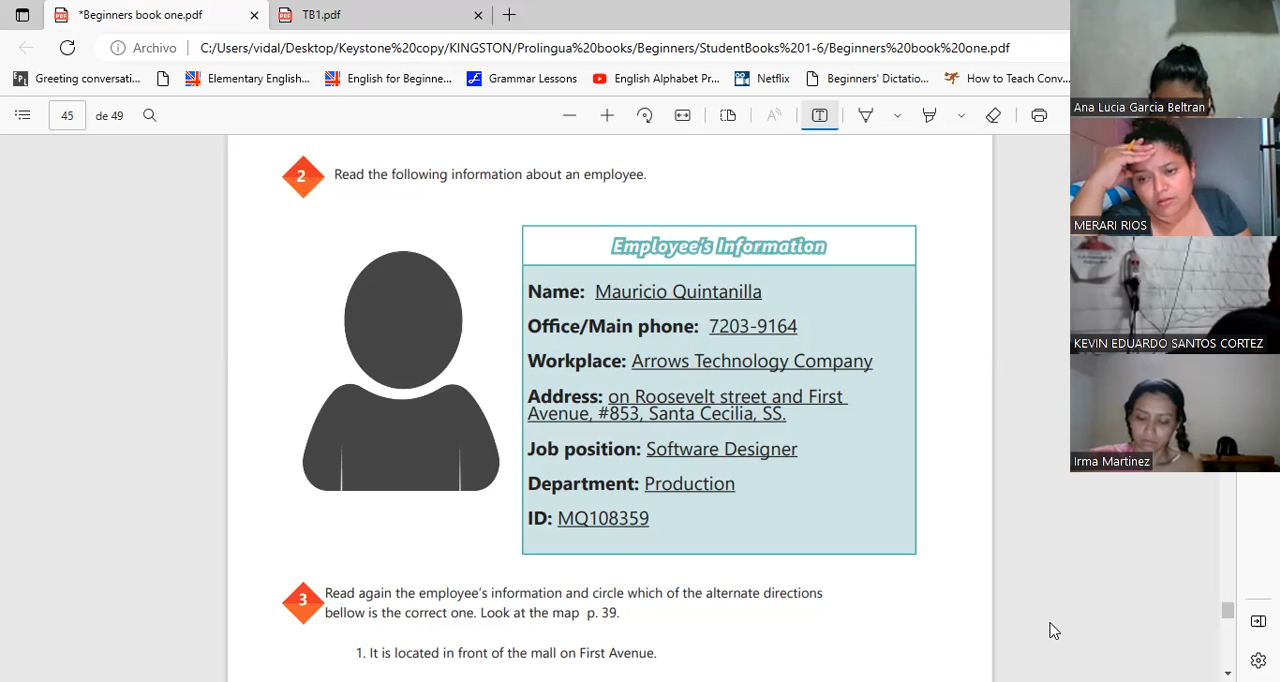 *Beginners book one.pdf
TB1.pdf
Archivo
C:/Users/vidal/Desktop/Keystone%20copy/KINGSTON/Prolingua%20books/Beginners/StudentBooks%201-6/Beginners%20book%20one.pdf
Greeting conversati...
Elementary English...
English for Beginne...
Grammar Lessons
English Alphabet Pr...
Netflix
Beginners' Dictatio...
How to Teach Conv...
45 de 49
2 Read the following information about an employee.
Employee's Information
Name: Mauricio Quintanilla
Office/Main phone: 7203-9164
Workplace: Arrows Technology Company
Address: on Roosevelt street and First
Avenue, #853, Santa Cecilia, SS.
Job position: Software Designer
Department: Production
ID: MQ108359
3 Read again the employee's information and circle which of the alternate directions
bellow is the correct one. Look at the map p. 39.
1. It is located in front of the mall on First Avenue.
Ana Lucia Garcia Beltran
MERARI RIOS
KEVIN EDUARDO SANTOS CORTEZ
Irma Martinez